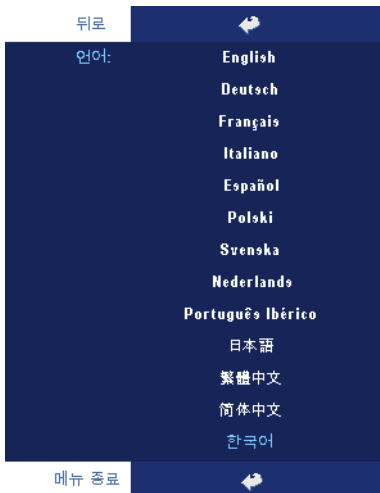 뒤로
언어: English
Deutsch
Français
Italiano
Español
Polski
Svenska
Nederlands
Português Ibérico
日本語
繁體中文
简体中文
한국어
메뉴 종료